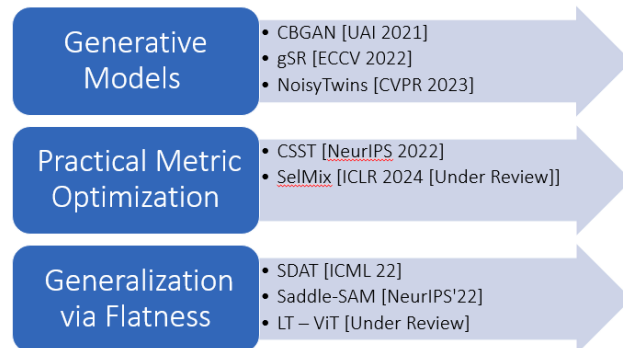 Generative
Models
• CBGAN [UAI 2021]
• gSR [ECCV 2022]
• NoisyTwins [CVPR 2023]
Practical Metric
Optimization
• CSST [NeurIPS 2022]
• SelMix [ICLR 2024 [Under Review]]
Generalization
via Flatness
• SDAT [ICML 22]
• Saddle-SAM [NeurIPS'22]
• LT – ViT [Under Review]